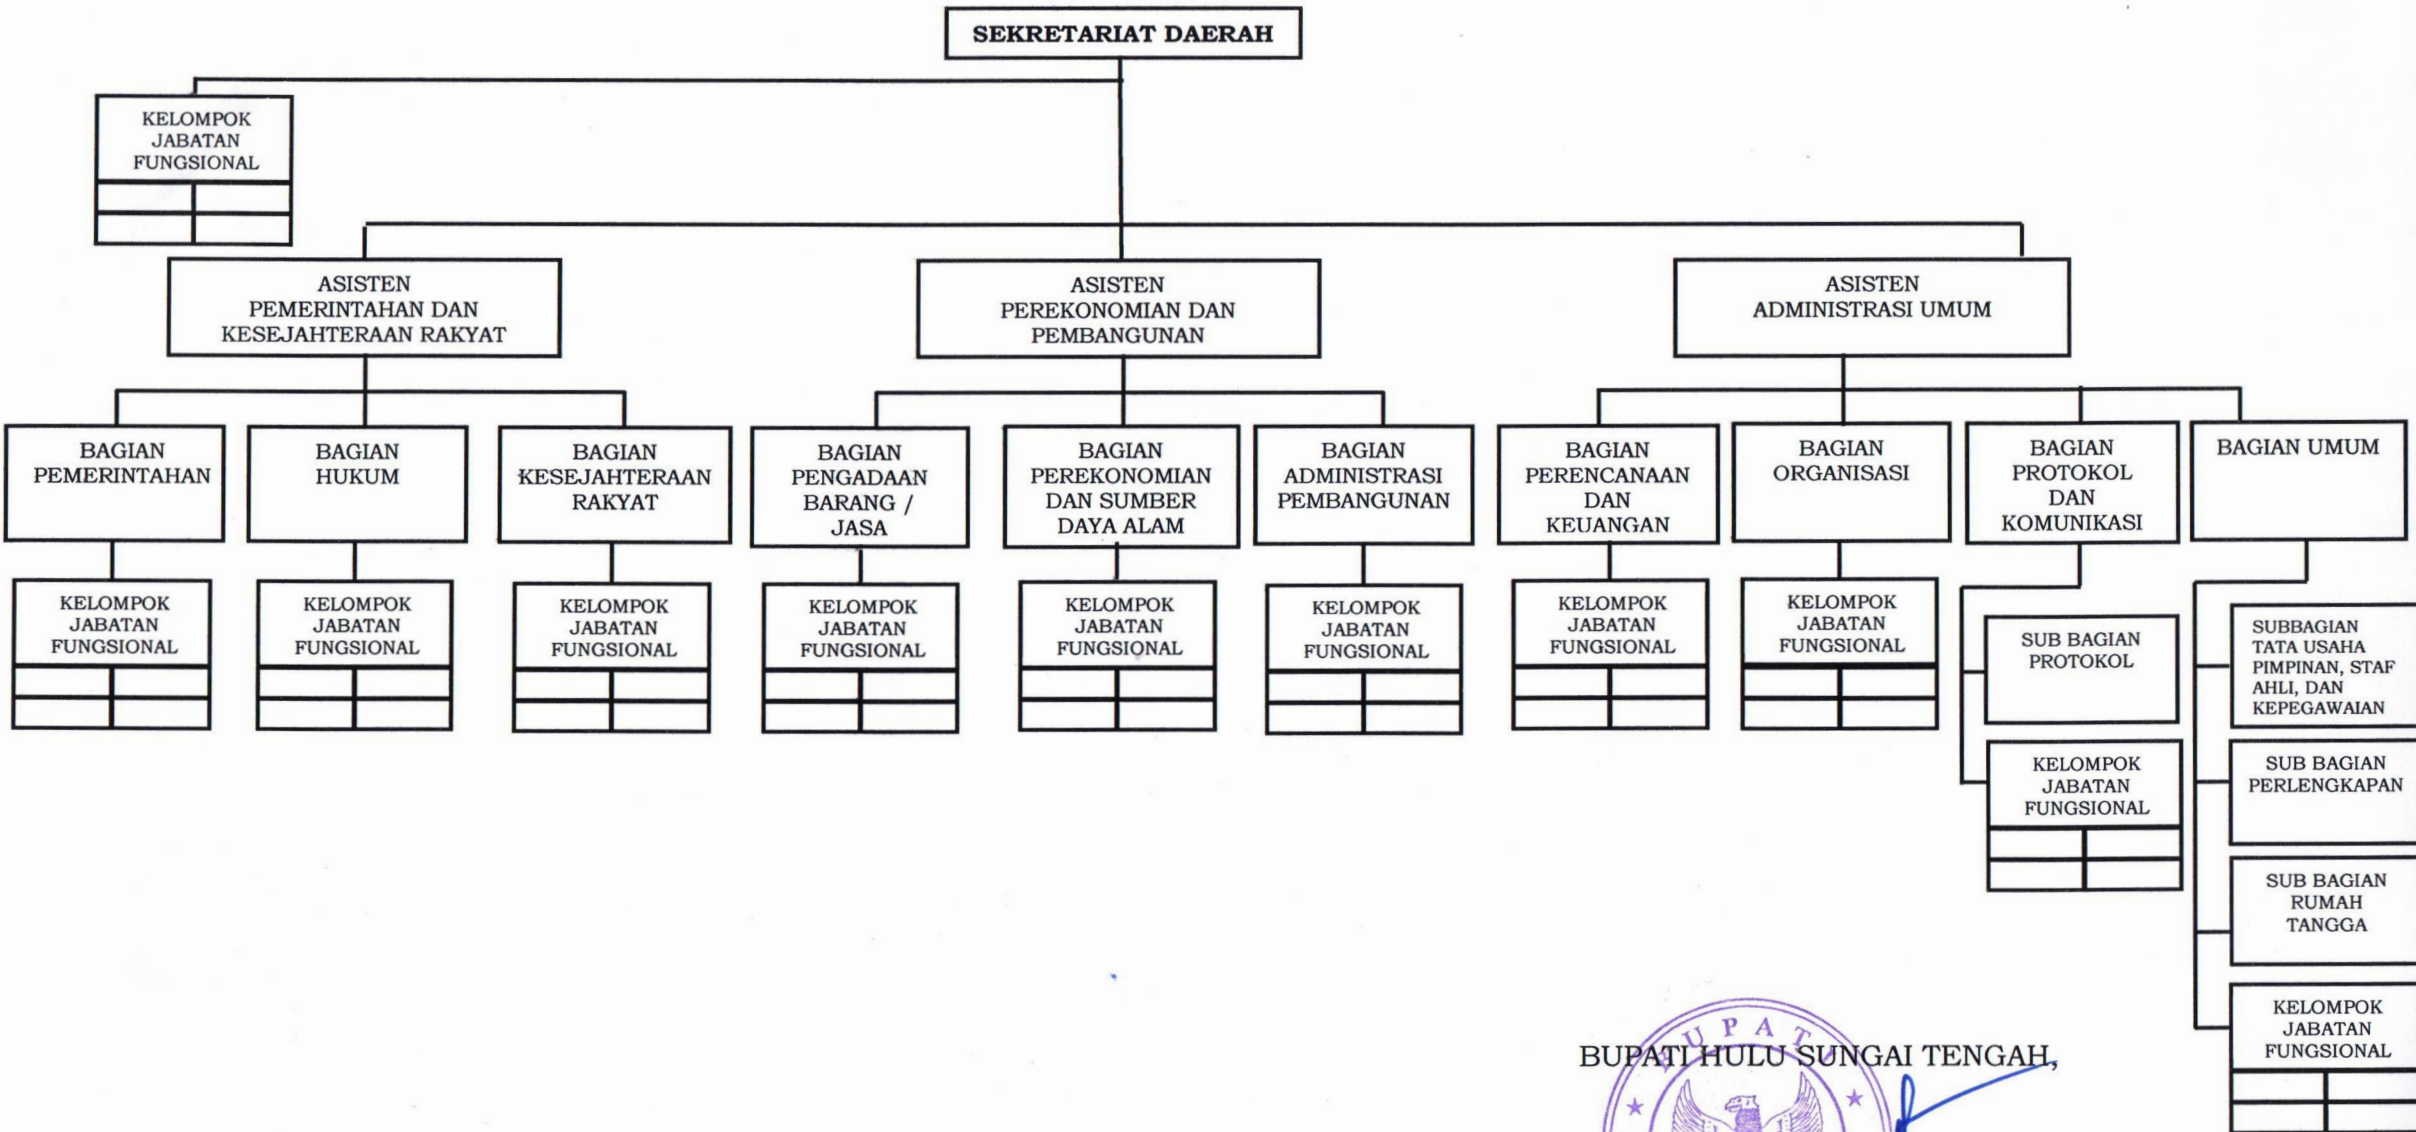 SEKRETARIAT DAERAH
KELOMPOK
JABATAN
FUNGSIONAL
ASISTEN
PEMERINTAHAN DAN
KESEJAHTERAAN RAKYAT
ASISTEN
PEREKONOMIAN DAN
PEMBANGUNAN
ASISTEN
ADMINISTRASI UMUM
BAGIAN
PEMERINTAHAN
BAGIAN
HUKUM
BAGIAN
KESEJAHTERAAN
RAKYAT
BAGIAN
PENGADAAN
BARANG /
JASA
BAGIAN
PEREKONOMIAN
DAN SUMBER
DAYA ALAM
BAGIAN
ADMINISTRASI
PEMBANGUNAN
BAGIAN
PERENCANAAN
DAN
KEUANGAN
BAGIAN
ORGANISASI
BAGIAN
PROTOKOL
DAN
KOMUNIKASI
BAGIAN UMUM
KELOMPOK
JABATAN
FUNGSIONAL
KELOMPOK
JABATAN
FUNGSIONAL
KELOMPOK
JABATAN
FUNGSIONAL
KELOMPOK
JABATAN
FUNGSIONAL
KELOMPOK
JABATAN
FUNGSIONAL
KELOMPOK
JABATAN
FUNGSIONAL
KELOMPOK
JABATAN
FUNGSIONAL
KELOMPOK
JABATAN
FUNGSIONAL
SUB BAGIAN
PROTOKOL
KELOMPOK
JABATAN
FUNGSIONAL
SUBBAGIAN
TATA USAHA
PIMPINAN, STAF
AHLI, DAN
KEPEGAWAIAN
SUB BAGIAN
PERLENGKAPAN
SUB BAGIAN
RUMAH
TANGGA
KELOMPOK
JABATAN
FUNGSIONAL
BUPATI
BUPATI HULU SUNGAI TENGAH,